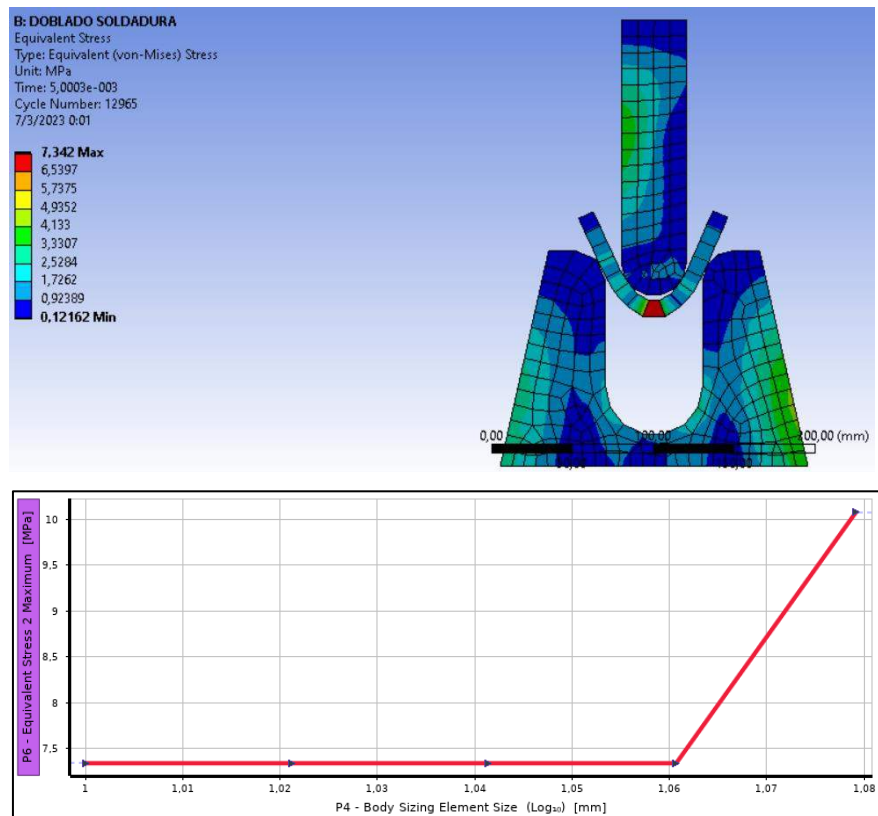 B: DOBLADO SOLDADURA
Equivalent Stress
Type: Equivalent (von-Mises) Stress
Unit: MPa
Time: 5,0003e-003
Cycle Number: 12965
7/3/2023 0:01
7,342 Max
6,5397
5,7375
4,9352
4,133
3,3307
2,5284
1,7262
0,92389
0,12162 Min
0,00 100,00 200,00 (mm)
P6 - Equivalent Stress 2 Maximum [MPa]
10
9,5
9
8,5
8
7,5
1 1,01 1,02 1,03 1,04 1,05 1,06 1,07 1,08
P4 - Body Sizing Element Size (Log₁₀) [mm]